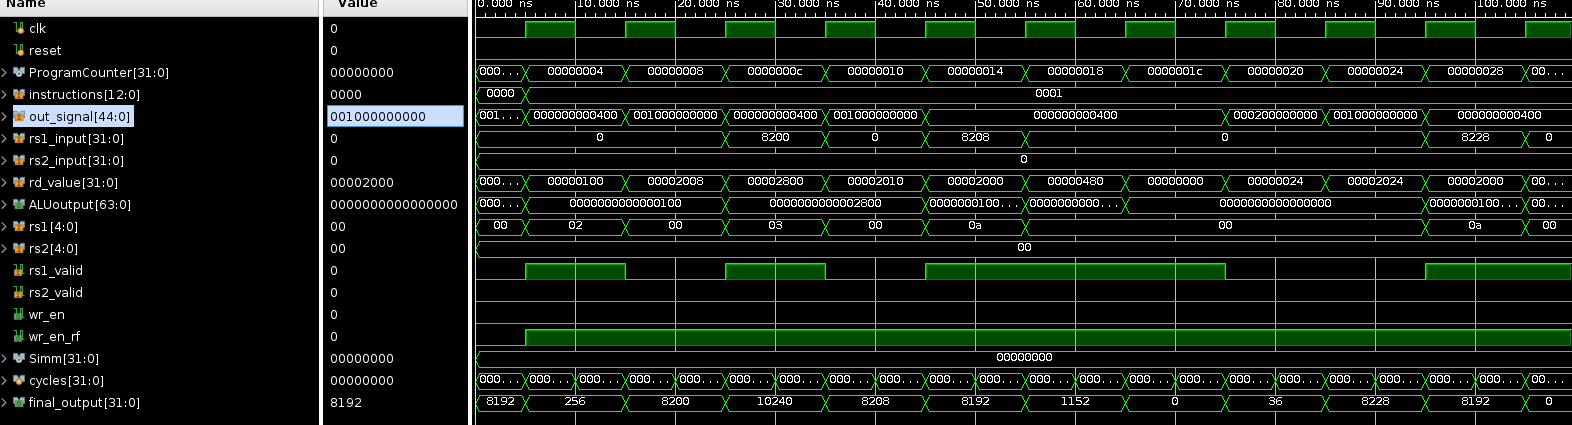 Name Value 0.000 ns 10.000 ns 20.000 ns 30.000 ns 40.000 ns 50.000 ns 60.000 ns 70.000 ns 80.000 ns 90.000 ns 100.000 ns
clk 0
reset 0
ProgramCounter[31:0] 00000000 000... 00000004 00000008 0000000c 00000010 00000014 00000018 0000001c 00000020 00000024 00000028 00...
instructions[12:0] 0000 0000 0001
out_signal[44:0] 001000000000 001... 000000000400 001000000000 000000000400 001000000000 000000000400 000200000000 001000000000 000000000400
rs1_input[31:0] 0 0 8200 0 8208 0 8228 0
rs2_input[31:0] 0 0
rd_value[31:0] 00002000 000... 00000100 00002008 00002800 00002010 00002000 00000480 00000000 00000024 00002024 00002000 00...
ALUoutput[63:0] 0000000000000000 000... 0000000000000100 0000000000002800 0000000100... 0000000000... 0000000000000000 0000000100... 00...
rs1[4:0] 00 00 02 00 03 00 0a 00 0a 00
rs2[4:0] 00 00
rs1_valid 0
rs2_valid 0
wr_en 0
wr_en_rf 0
Simm[31:0] 00000000 00000000
cycles[31:0] 00000000 000... 000... 000... 000... 000... 000... 000... 000... 000... 000... 000... 000... 000... 000... 000... 000... 000... 000... 000... 000... 000... 00...
final_output[31:0] 8192 8192 256 8200 10240 8208 8192 1152 0 36 8228 8192 0